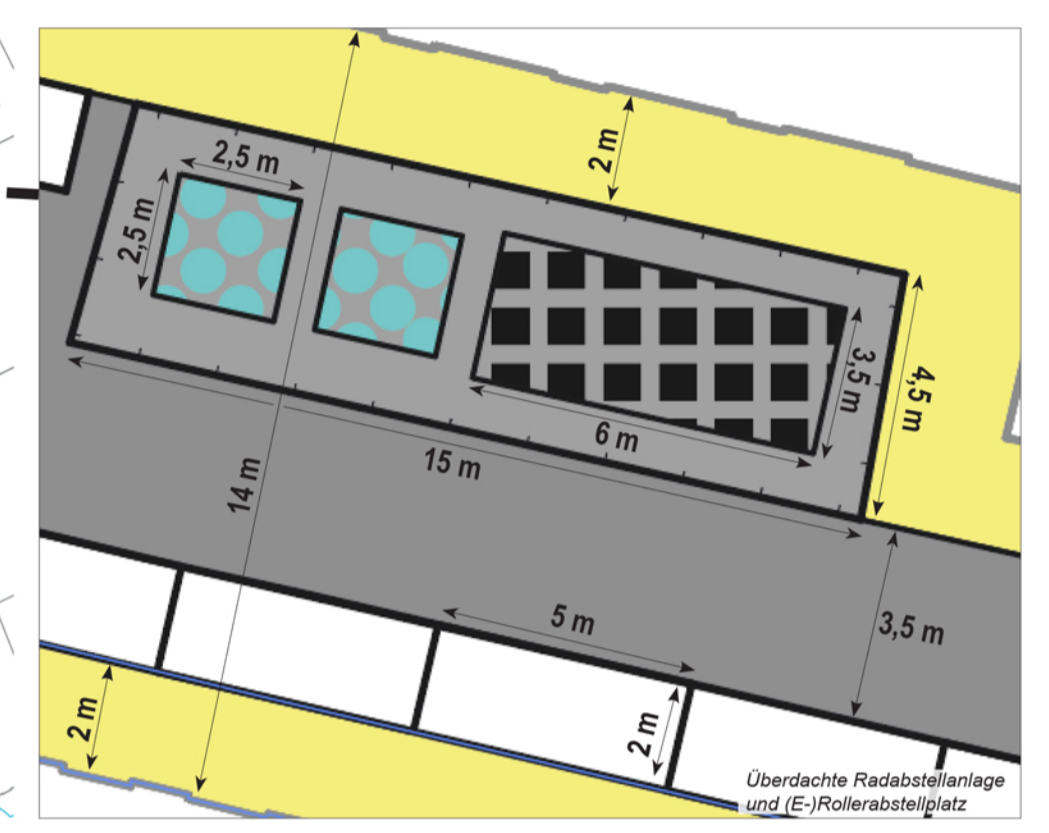 2 m
2,5 m
2,5 m
3,5 m
4,5 m
6 m
15 m
14 m
5 m
3,5 m
2 m
2 m
Überdachte Radabstellanlage
und (E-)Rollerabstellplatz